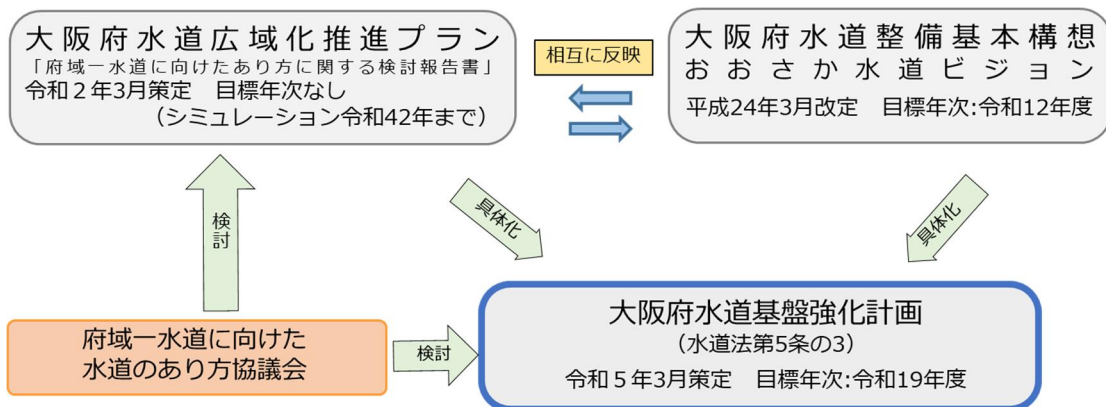 大阪府水道広域化推進プラン
「府域一水道に向けたあり方に関する検討報告書」
令和２年3月策定　目標年次なし
（シミュレーション令和42年まで）
相互に反映
大阪府水道整備基本構想
おおさか水道ビジョン
平成24年3月改定　目標年次:令和12年度
検討
具体化
具体化
府域一水道に向けた
水道のあり方協議会
検討
大阪府水道基盤強化計画
（水道法第5条の3）
令和５年3月策定　目標年次:令和19年度